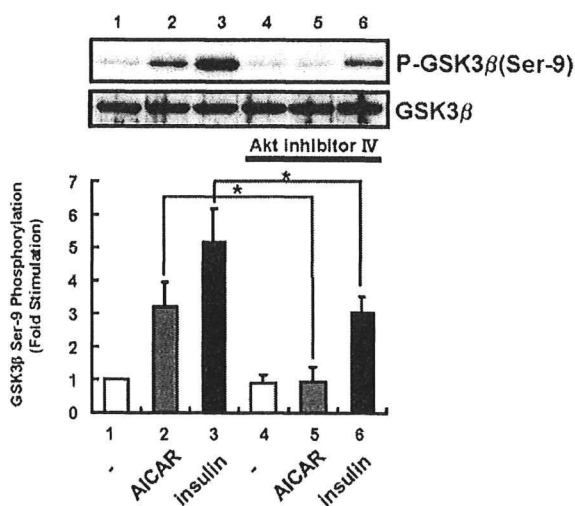 1 2 3 4 5 6
P-GSK3β(Ser-9)
GSK3β
Akt inhibitor IV
GSK3β Ser-9 Phosphorylation
(Fold Stimulation)
7
6
5
4
3
2
1
0
* *
1 2 3 4 5 6
- AICAR insulin - AICAR insulin